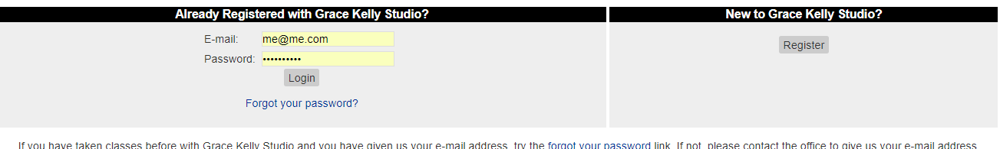 Already Registered with Grace Kelly Studio?
E-mail: me@me.com
Password: ••••••••••
Login
Forgot your password?
New to Grace Kelly Studio?
Register
If you have taken classes before with Grace Kelly Studio and you have given us your e-mail address, try the forgot your password link. If not, please contact the office to give us your e-mail address